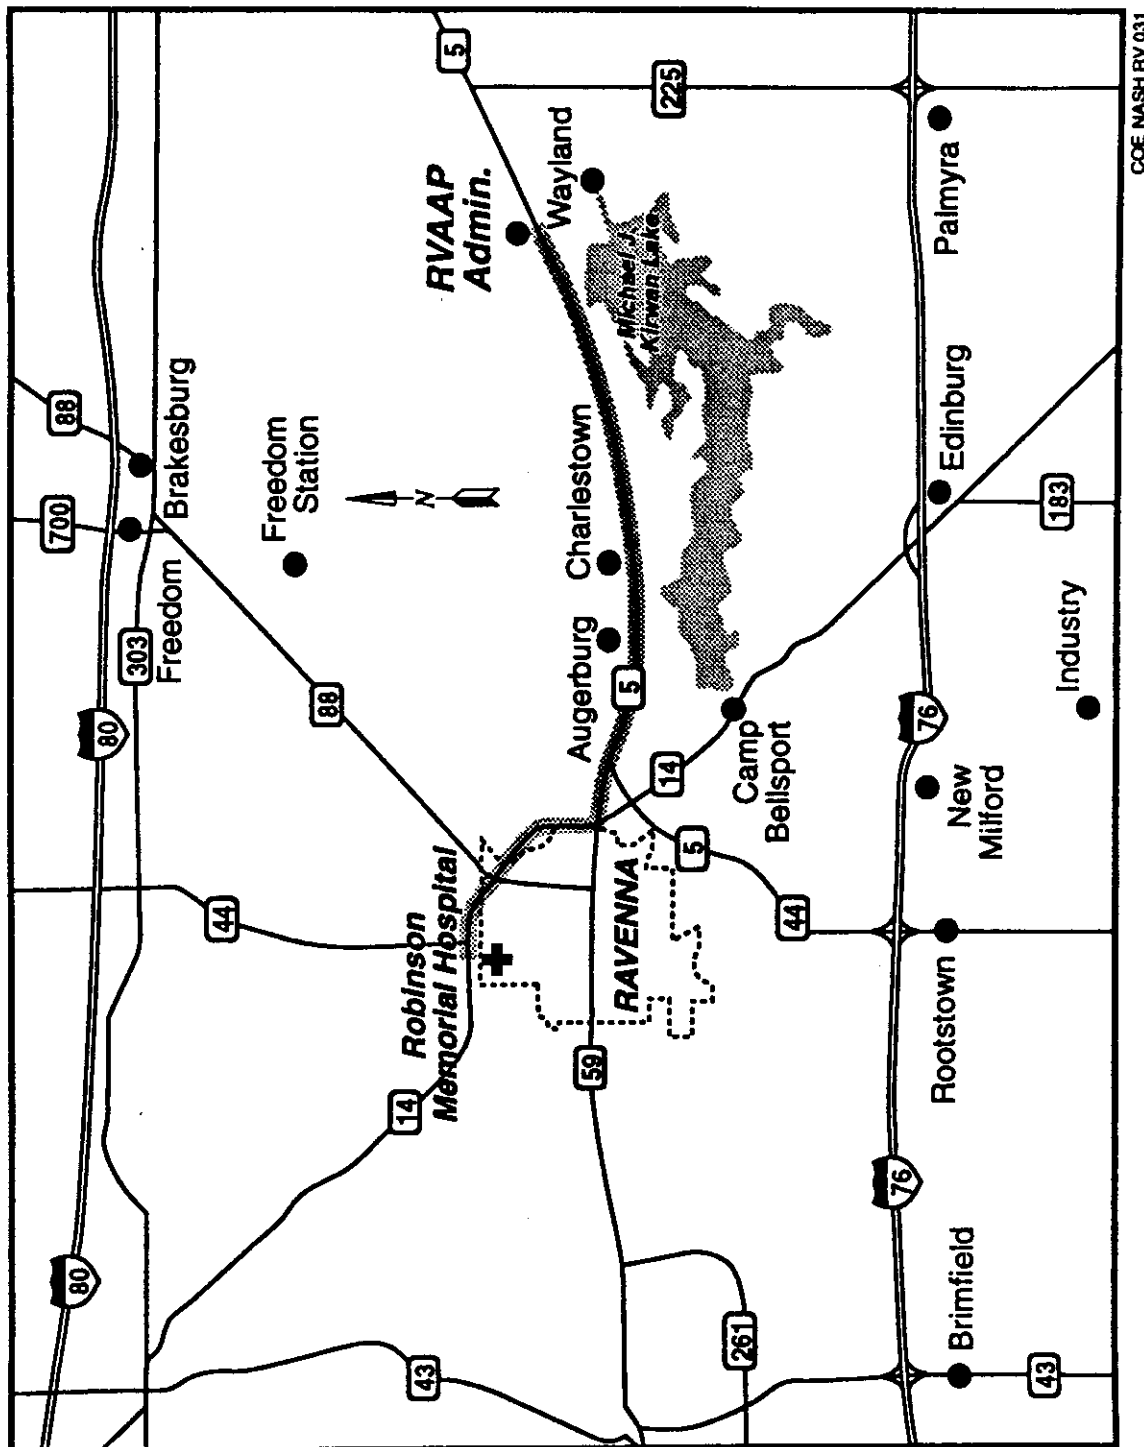 80
80
700
88
303
Freedom
Brakesburg
44
Freedom
Station
88
5
N
14
43
Robinson
Memorial Hospital
RVAAP
Admin.
Wayland
Augerburg
Charlestown
59
RAVENNA
5
Michael J.
Kirwan Lake
14
225
5
261
44
Camp
Bellsport
76
76
Brimfield
Rootstown
New
Milford
Edinburg
Palmyra
43
183
Industry
COE NASH RV 031